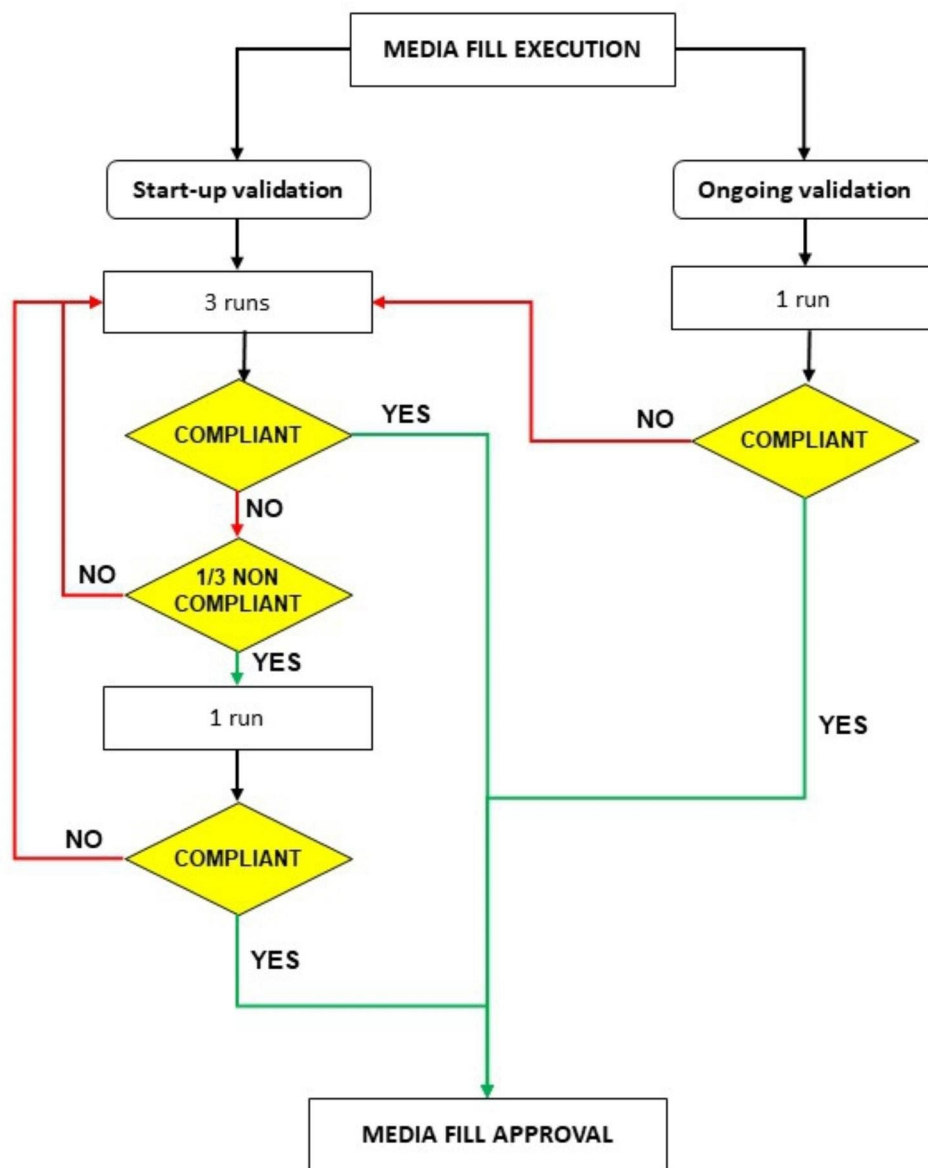 MEDIA FILL EXECUTION
Start-up validation
Ongoing validation
3 runs
1 run
COMPLIANT
YES
NO
COMPLIANT
NO
NO
1/3 NON
COMPLIANT
YES
1 run
YES
NO
COMPLIANT
YES
MEDIA FILL APPROVAL